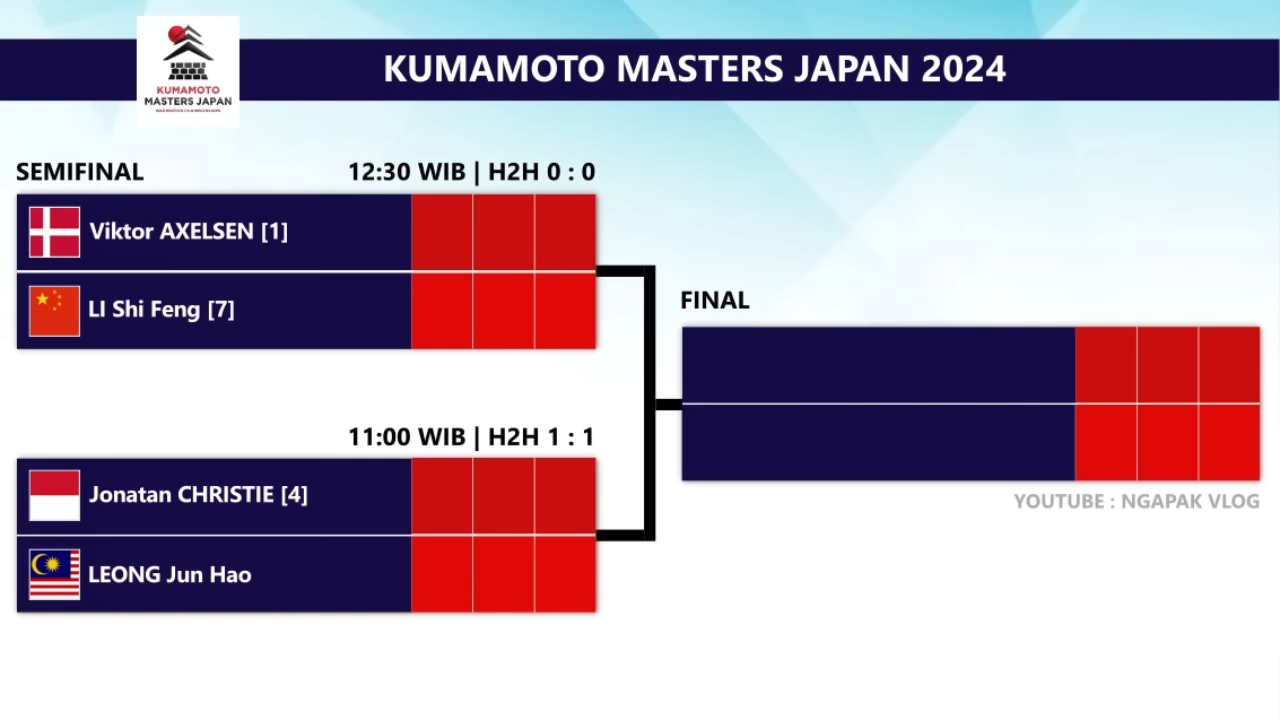 KUMAMOTO
MASTERS JAPAN
KUMAMOTO MASTERS JAPAN 2024
SEMIFINAL
12:30 WIB | H2H 0 : 0
Viktor AXELSEN [1]
LI Shi Feng [7]
11:00 WIB | H2H 1 : 1
Jonatan CHRISTIE [4]
LEONG Jun Hao
FINAL
YOUTUBE : NGAPAK VLOG